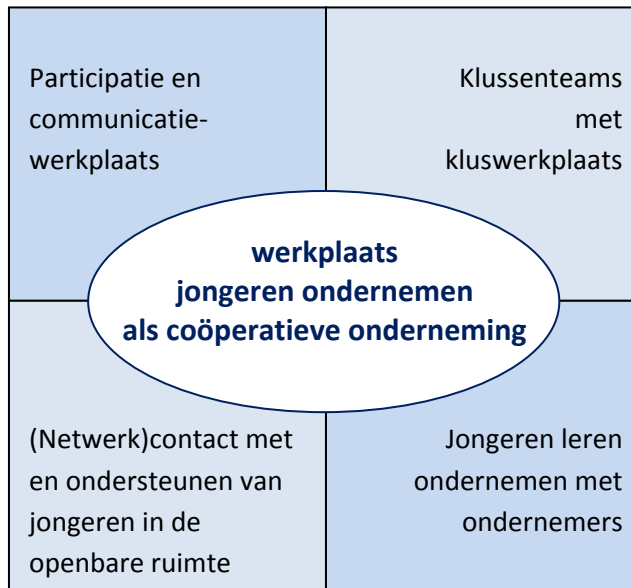 Participatie en
communicatie-
werkplaats
Klussenteams
met
kluswerkplaats
werkplaats
jongeren ondernemen
als coöperatieve onderneming
(Netwerk)contact met
en ondersteunen van
jongeren in de
openbare ruimte
Jongeren leren
ondernemen met
ondernemers